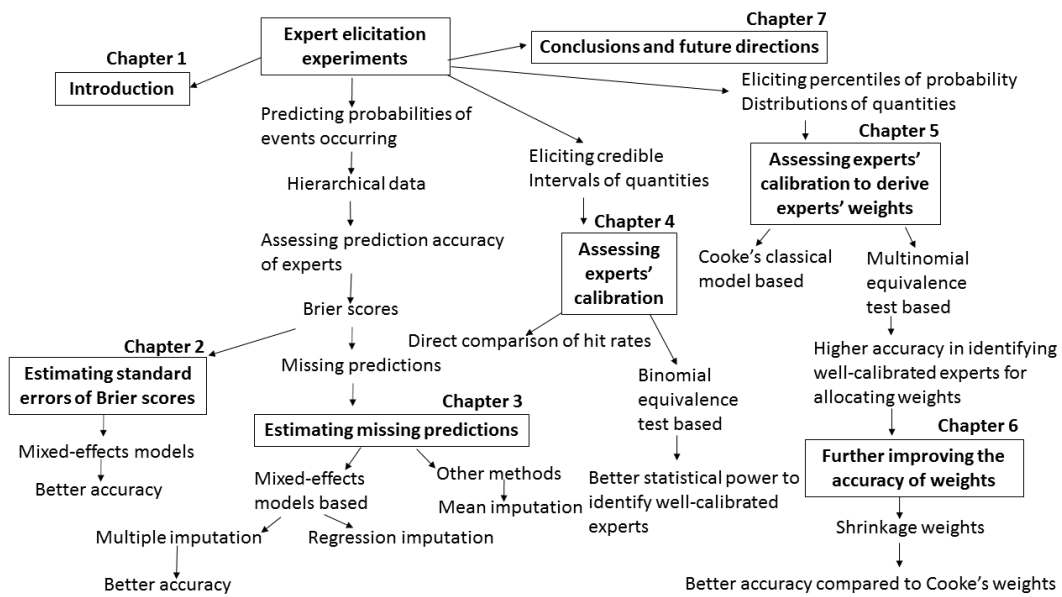 Chapter 7
Expert elicitation
experiments
Conclusions and future directions
Chapter 1
Introduction
Eliciting percentiles of probability
Distributions of quantities
Predicting probabilities of
events occurring
Chapter 5
Eliciting credible
Intervals of quantities
Assessing experts’
calibration to derive
experts’ weights
Hierarchical data
Chapter 4
Assessing prediction accuracy
of experts
Assessing
experts’
calibration
Cooke’s classical
model based
Multinomial
equivalence
test based
Brier scores
Direct comparison of hit rates
Chapter 2
Estimating standard
errors of Brier scores
Missing predictions
Higher accuracy in identifying
well-calibrated experts for
allocating weights
Binomial
equivalence
test based
Chapter 3
Estimating missing predictions
Chapter 6
Further improving the
accuracy of weights
Mixed-effects models
Better accuracy
Mixed-effects
models based
Other methods
Mean imputation
Better statistical power to
identify well-calibrated
experts
Shrinkage weights
Multiple imputation
Regression imputation
Better accuracy
Better accuracy compared to Cooke’s weights